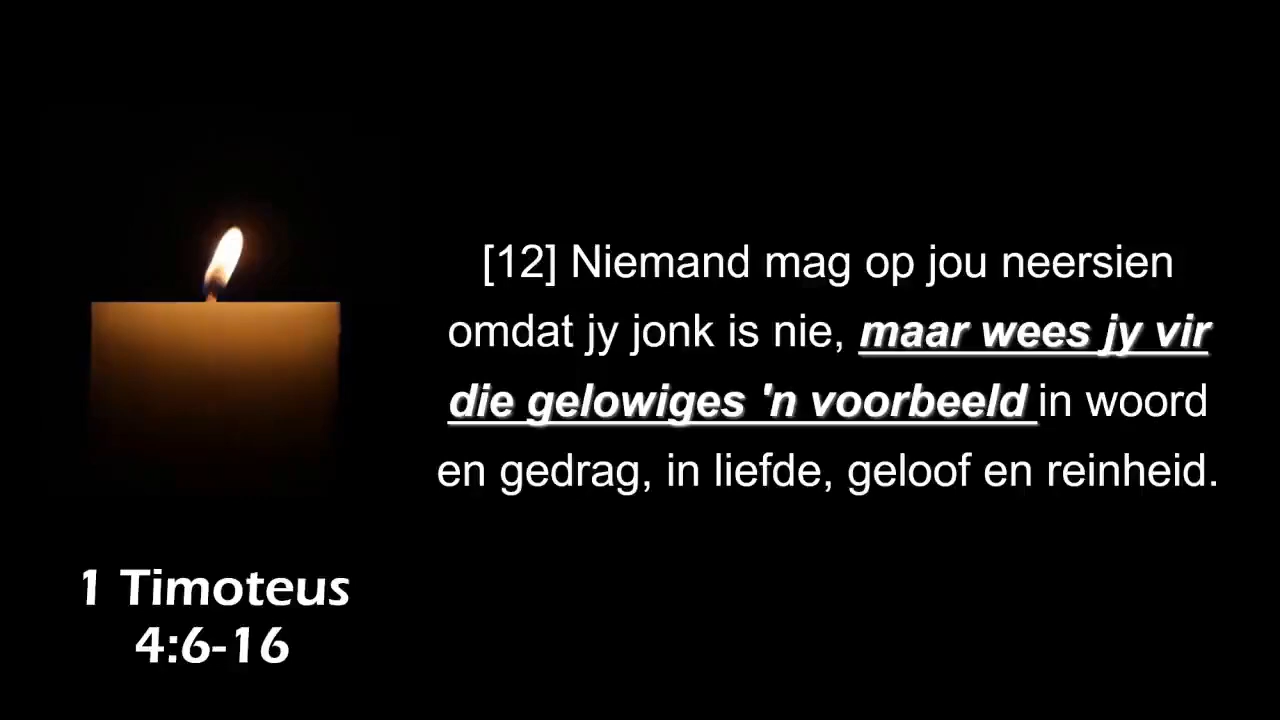 [12] Niemand mag op jou neersien
omdat jy jonk is nie, maar wees jy vir
die gelowiges 'n voorbeeld in woord
en gedrag, in liefde, geloof en reinheid.
1 Timoteus
4:6-16